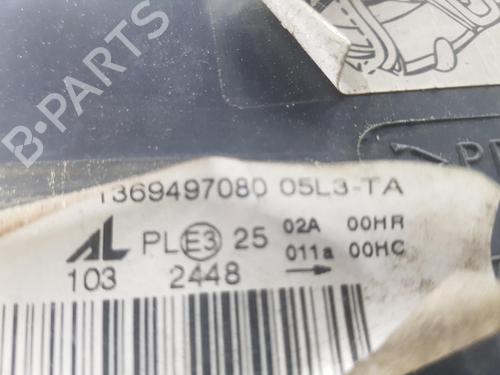 B-PARTS
1369497080 05L3-TA
AL PL E3 25 02A 00HR
011a 00HC
103 2448